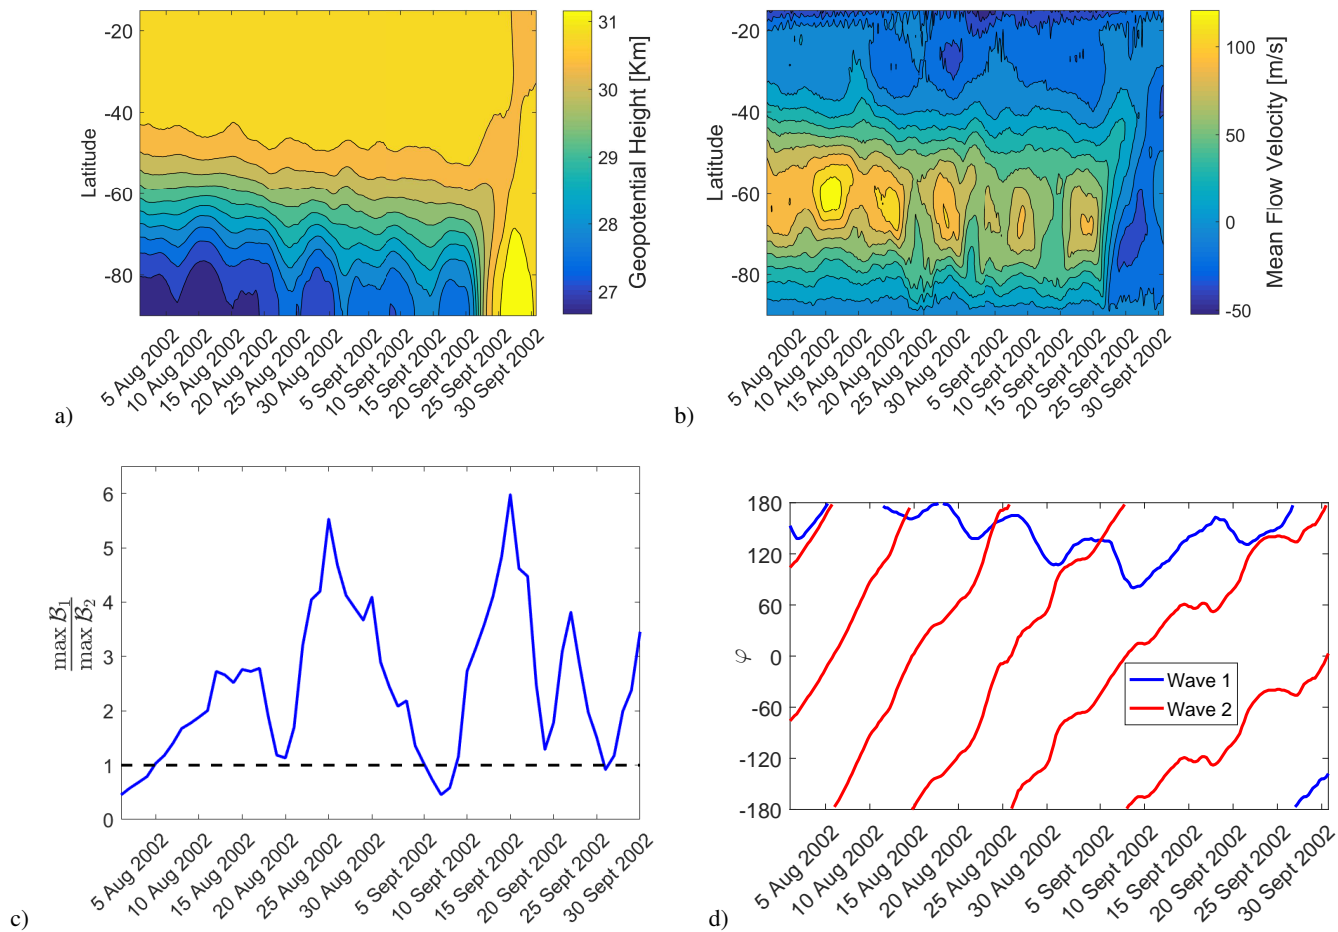 -20
-40
-60
-80
Latitude
5 Aug 2002
10 Aug 2002
15 Aug 2002
20 Aug 2002
25 Aug 2002
30 Aug 2002
5 Sept 2002
10 Sept 2002
15 Sept 2002
20 Sept 2002
25 Sept 2002
30 Sept 2002
31
30
29
28
27
Geopotential Height [Km]
a)
-20
-40
-60
-80
Latitude
5 Aug 2002
10 Aug 2002
15 Aug 2002
20 Aug 2002
25 Aug 2002
30 Aug 2002
5 Sept 2002
10 Sept 2002
15 Sept 2002
20 Sept 2002
25 Sept 2002
30 Sept 2002
100
50
0
-50
Mean Flow Velocity [m/s]
b)
6
5
4
3
2
1
0
max B₁
max B₂
5 Aug 2002
10 Aug 2002
15 Aug 2002
20 Aug 2002
25 Aug 2002
30 Aug 2002
5 Sept 2002
10 Sept 2002
15 Sept 2002
20 Sept 2002
25 Sept 2002
30 Sept 2002
c)
180
120
60
0
-60
-120
-180
φ
Wave 1
Wave 2
5 Aug 2002
10 Aug 2002
15 Aug 2002
20 Aug 2002
25 Aug 2002
30 Aug 2002
5 Sept 2002
10 Sept 2002
15 Sept 2002
20 Sept 2002
25 Sept 2002
30 Sept 2002
d)